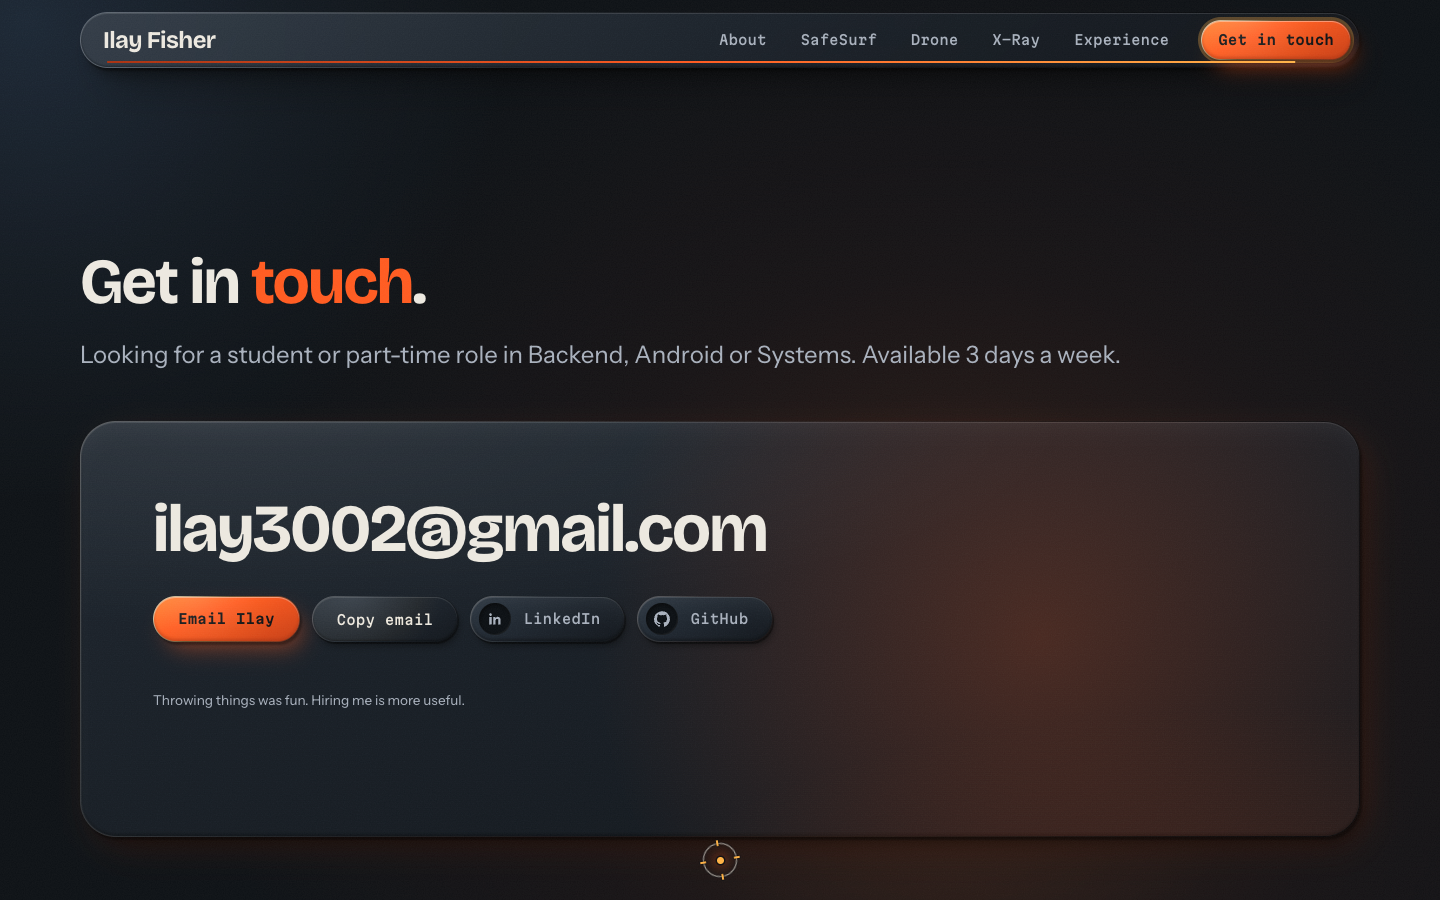 Ilay Fisher
About SafeSurf Drone X-Ray Experience Get in touch
Get in touch.
Looking for a student or part-time role in Backend, Android or Systems. Available 3 days a week.
ilay3002@gmail.com
Email Ilay Copy email in LinkedIn GitHub
Throwing things was fun. Hiring me is more useful.